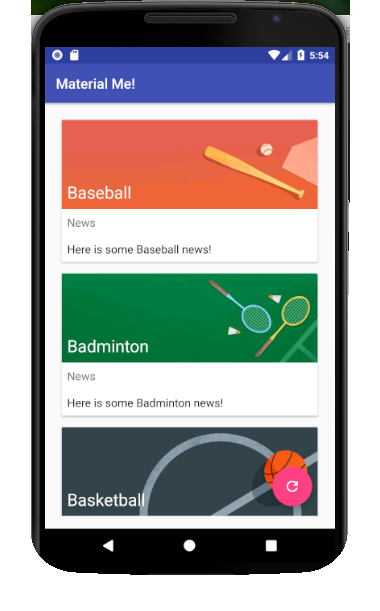 5:54
Material Me!
Baseball
News
Here is some Baseball news!
Badminton
News
Here is some Badminton news!
Basketball